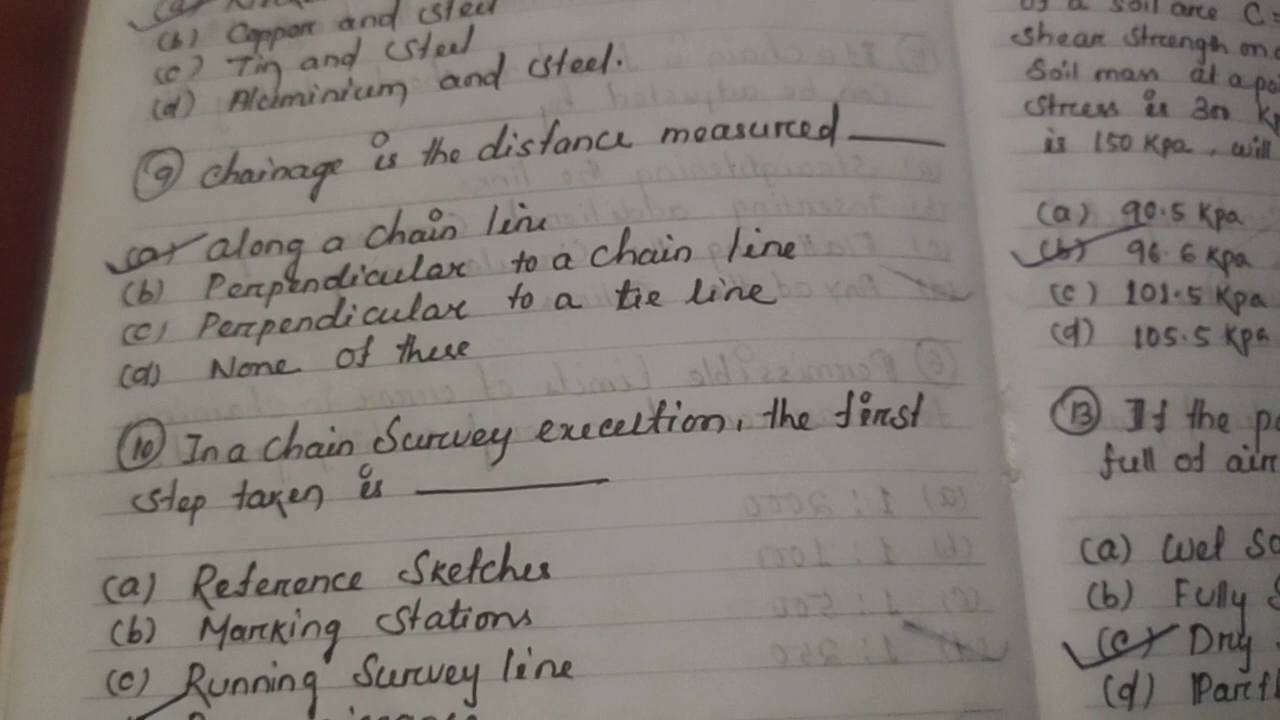 (b) Copper and steel
(c) Tin and steel
(d) Aluminium and steel.
9 Chainage is the distance measured
(a) along a chain line
(b) Perpendicular to a chain line
(c) Perpendicular to a tie line
(d) None of these
10 In a chain Survey execution, the first
step taken is
(a) Reference Sketches
(b) Marking stations
(c) Running Survey line
of a soil are C =
shear strength on
Soil mass at a
stress is 3m
is 150 Kpa, will
(a) 90.5 Kpa
(b) 96.6 Kpa
(c) 101.5 Kpa
(d) 105.5 Kpa
13 If the
full of air
(a) Wet
(b) Fully
(c) Dry
(d)